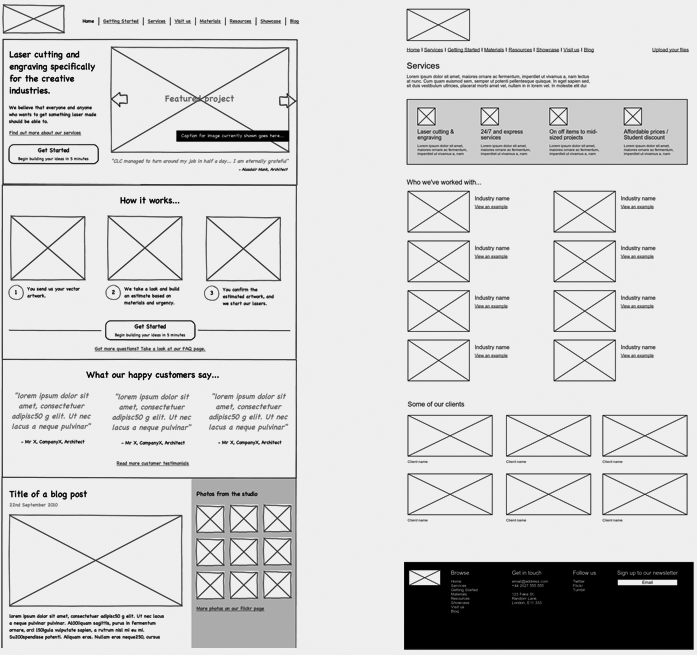 Home | Getting Started | Services | Visit us | Materials | Resources | Showcase | Blog
Laser cutting and
engraving specifically
for the creative
industries.
We believe that everyone and anyone
who wants to get something laser made
should be able to.
Find out more about our services
Get Started
Begin building your ideas in 5 minutes
Featured project
Caption for image currently shown goes here...
"CLC managed to turn around my job in half a day... I am eternally grateful"
- Alasdair Monk, Architect
How it works...
1 You send us your vector
artwork.
2 We take a look and build
an estimate based on
materials and urgency.
3 You confirm the
estimated artwork, and
we start our lasers.
Get Started
Begin building your ideas in 5 minutes
Got more questions? Take a look at our FAQ page.
What our happy customers say...
"lorem ipsum dolor sit
amet, consectetuer
adipisc50 g elit. Ut nec
lacus a neque pulvinar"
- Mr X, CompanyX, Architect
"lorem ipsum dolor sit
amet, consectetuer
adipisc50 g elit. Ut nec
lacus a neque pulvinar"
- Mr X, CompanyX, Architect
"lorem ipsum dolor sit
amet, consectetuer
adipisc50 g elit. Ut nec
lacus a neque pulvinar"
- Mr X, CompanyX, Architect
Read more customer testimonials
Title of a blog post
22nd September 2010
lorem ipsum dolor sit amet, consectetuer adipisc50 g elit. Ut nec
lacus a neque pulvinar pulvinar. A100iquam sagittis, purus in fermentum
ornare, orci 150igula vulputate sapien, a rutrum nisl mi eu mi.
Su200spendisse potenti. Aliquam eros. Nullam eros neque250, cursus
Photos from the studio
More photos on our flickr page
Home | Services | Getting Started | Materials | Resources | Showcase | Visit us | Blog
Upload your files
Services
Lorem ipsum dolor sit amet, maiores ornare ac fermentum, imperdiet ut vivamus a, nam lectus
at nunc. Cum quam euismod sem, semper ut potenti pellentesque quisque. In eget sapien sed,
sit duis vestibulum ultricies, placerat morbi amet vel, nullam in in lorem vel. In molestie elit dui
Laser cutting &
engraving
Lorem ipsum dolor sit amet,
maiores ornare ac fermentum,
imperdiet ut vivamus a, nam
24/7 and express
services
Lorem ipsum dolor sit amet,
maiores ornare ac fermentum,
imperdiet ut vivamus a, nam
On off items to mid-
sized projects
Lorem ipsum dolor sit amet,
maiores ornare ac fermentum,
imperdiet ut vivamus a, nam
Affordable prices /
Student discount
Lorem ipsum dolor sit amet,
maiores ornare ac fermentum,
imperdiet ut vivamus a, nam
Who we've worked with...
Industry name
View an example
Industry name
View an example
Industry name
View an example
Industry name
View an example
Industry name
View an example
Industry name
View an example
Industry name
View an example
Industry name
View an example
Some of our clients
Client name
Client name
Client name
Client name
Client name
Client name
Browse
Home
Services
Getting Started
Materials
Resources
Showcase
Visit us
Blog
Get in touch
email@address.com
+44 (0)21 555 555
123 Fake St.
Random Lane
London. E11 333
Follow us
Twitter
Flickr
Tumblr
Sign up to our newsletter
Email